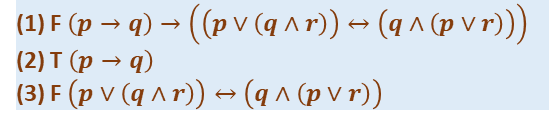 (1) F (p → q) → ((p ∨ (q ∧ r)) ↔ (q ∧ (p ∨ r)))
(2) T (p → q)
(3) F (p ∨ (q ∧ r)) ↔ (q ∧ (p ∨ r))